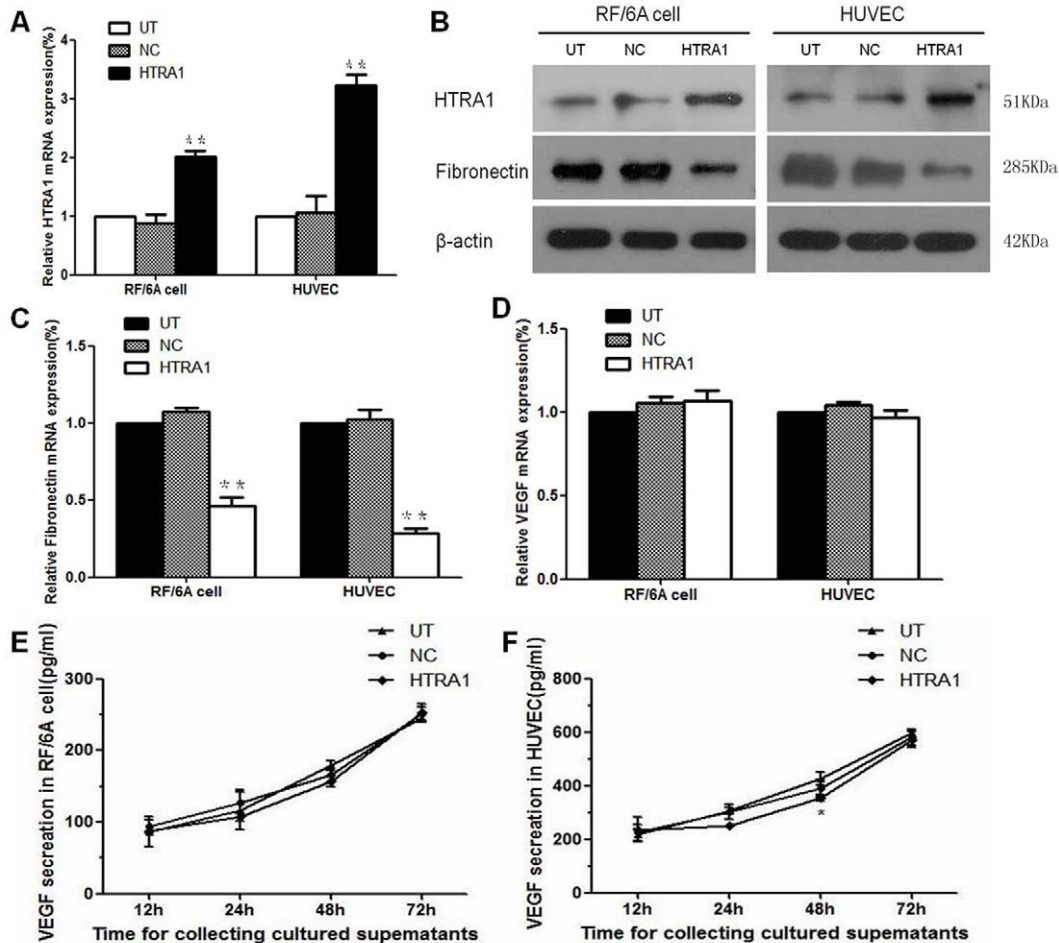 A
UT
NC
HTRA1
Relative HTRA1 mRNA expression(%)
4
3
2
1
0
**
**
RF/6A cell
HUVEC
B
RF/6A cell
HUVEC
UT
NC
HTRA1
UT
NC
HTRA1
HTRA1
51KDa
Fibronectin
285KDa
β-actin
42KDa
C
UT
NC
HTRA1
Relative Fibronectin mRNA expression(%)
1.5
1.0
0.5
0.0
**
**
RF/6A cell
HUVEC
D
UT
NC
HTRA1
Relative VEGF mRNA expression(%)
1.5
1.0
0.5
0.0
RF/6A cell
HUVEC
E
UT
NC
HTRA1
VEGF secreation in RF/6A cell(pg/ml)
300
200
100
0
12h
24h
48h
72h
Time for collecting cultured supematants
F
UT
NC
HTRA1
VEGF secreation in HUVEC(pg/ml)
800
600
400
200
0
*
12h
24h
48h
72h
Time for collecting cultured supematants